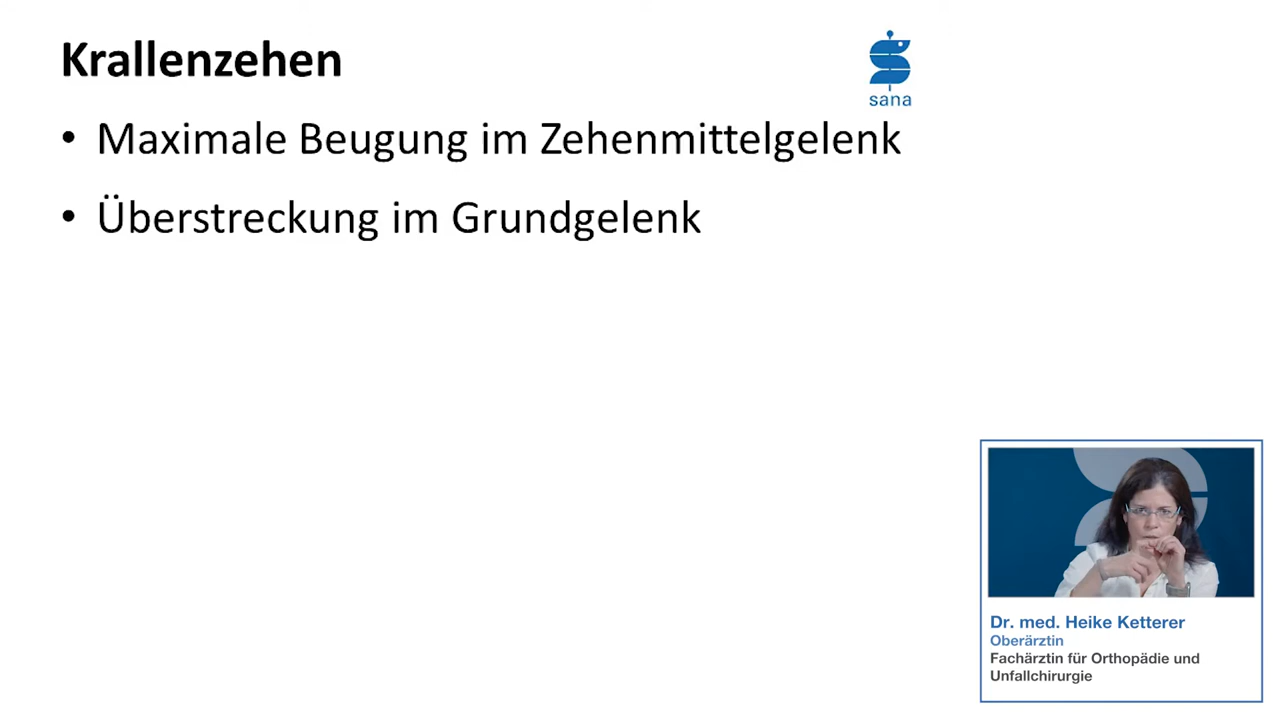 Krallenzehen
sana
• Maximale Beugung im Zehenmittelgelenk
• Überstreckung im Grundgelenk
Dr. med. Heike Ketterer
Oberärztin
Fachärztin für Orthopädie und
Unfallchirurgie